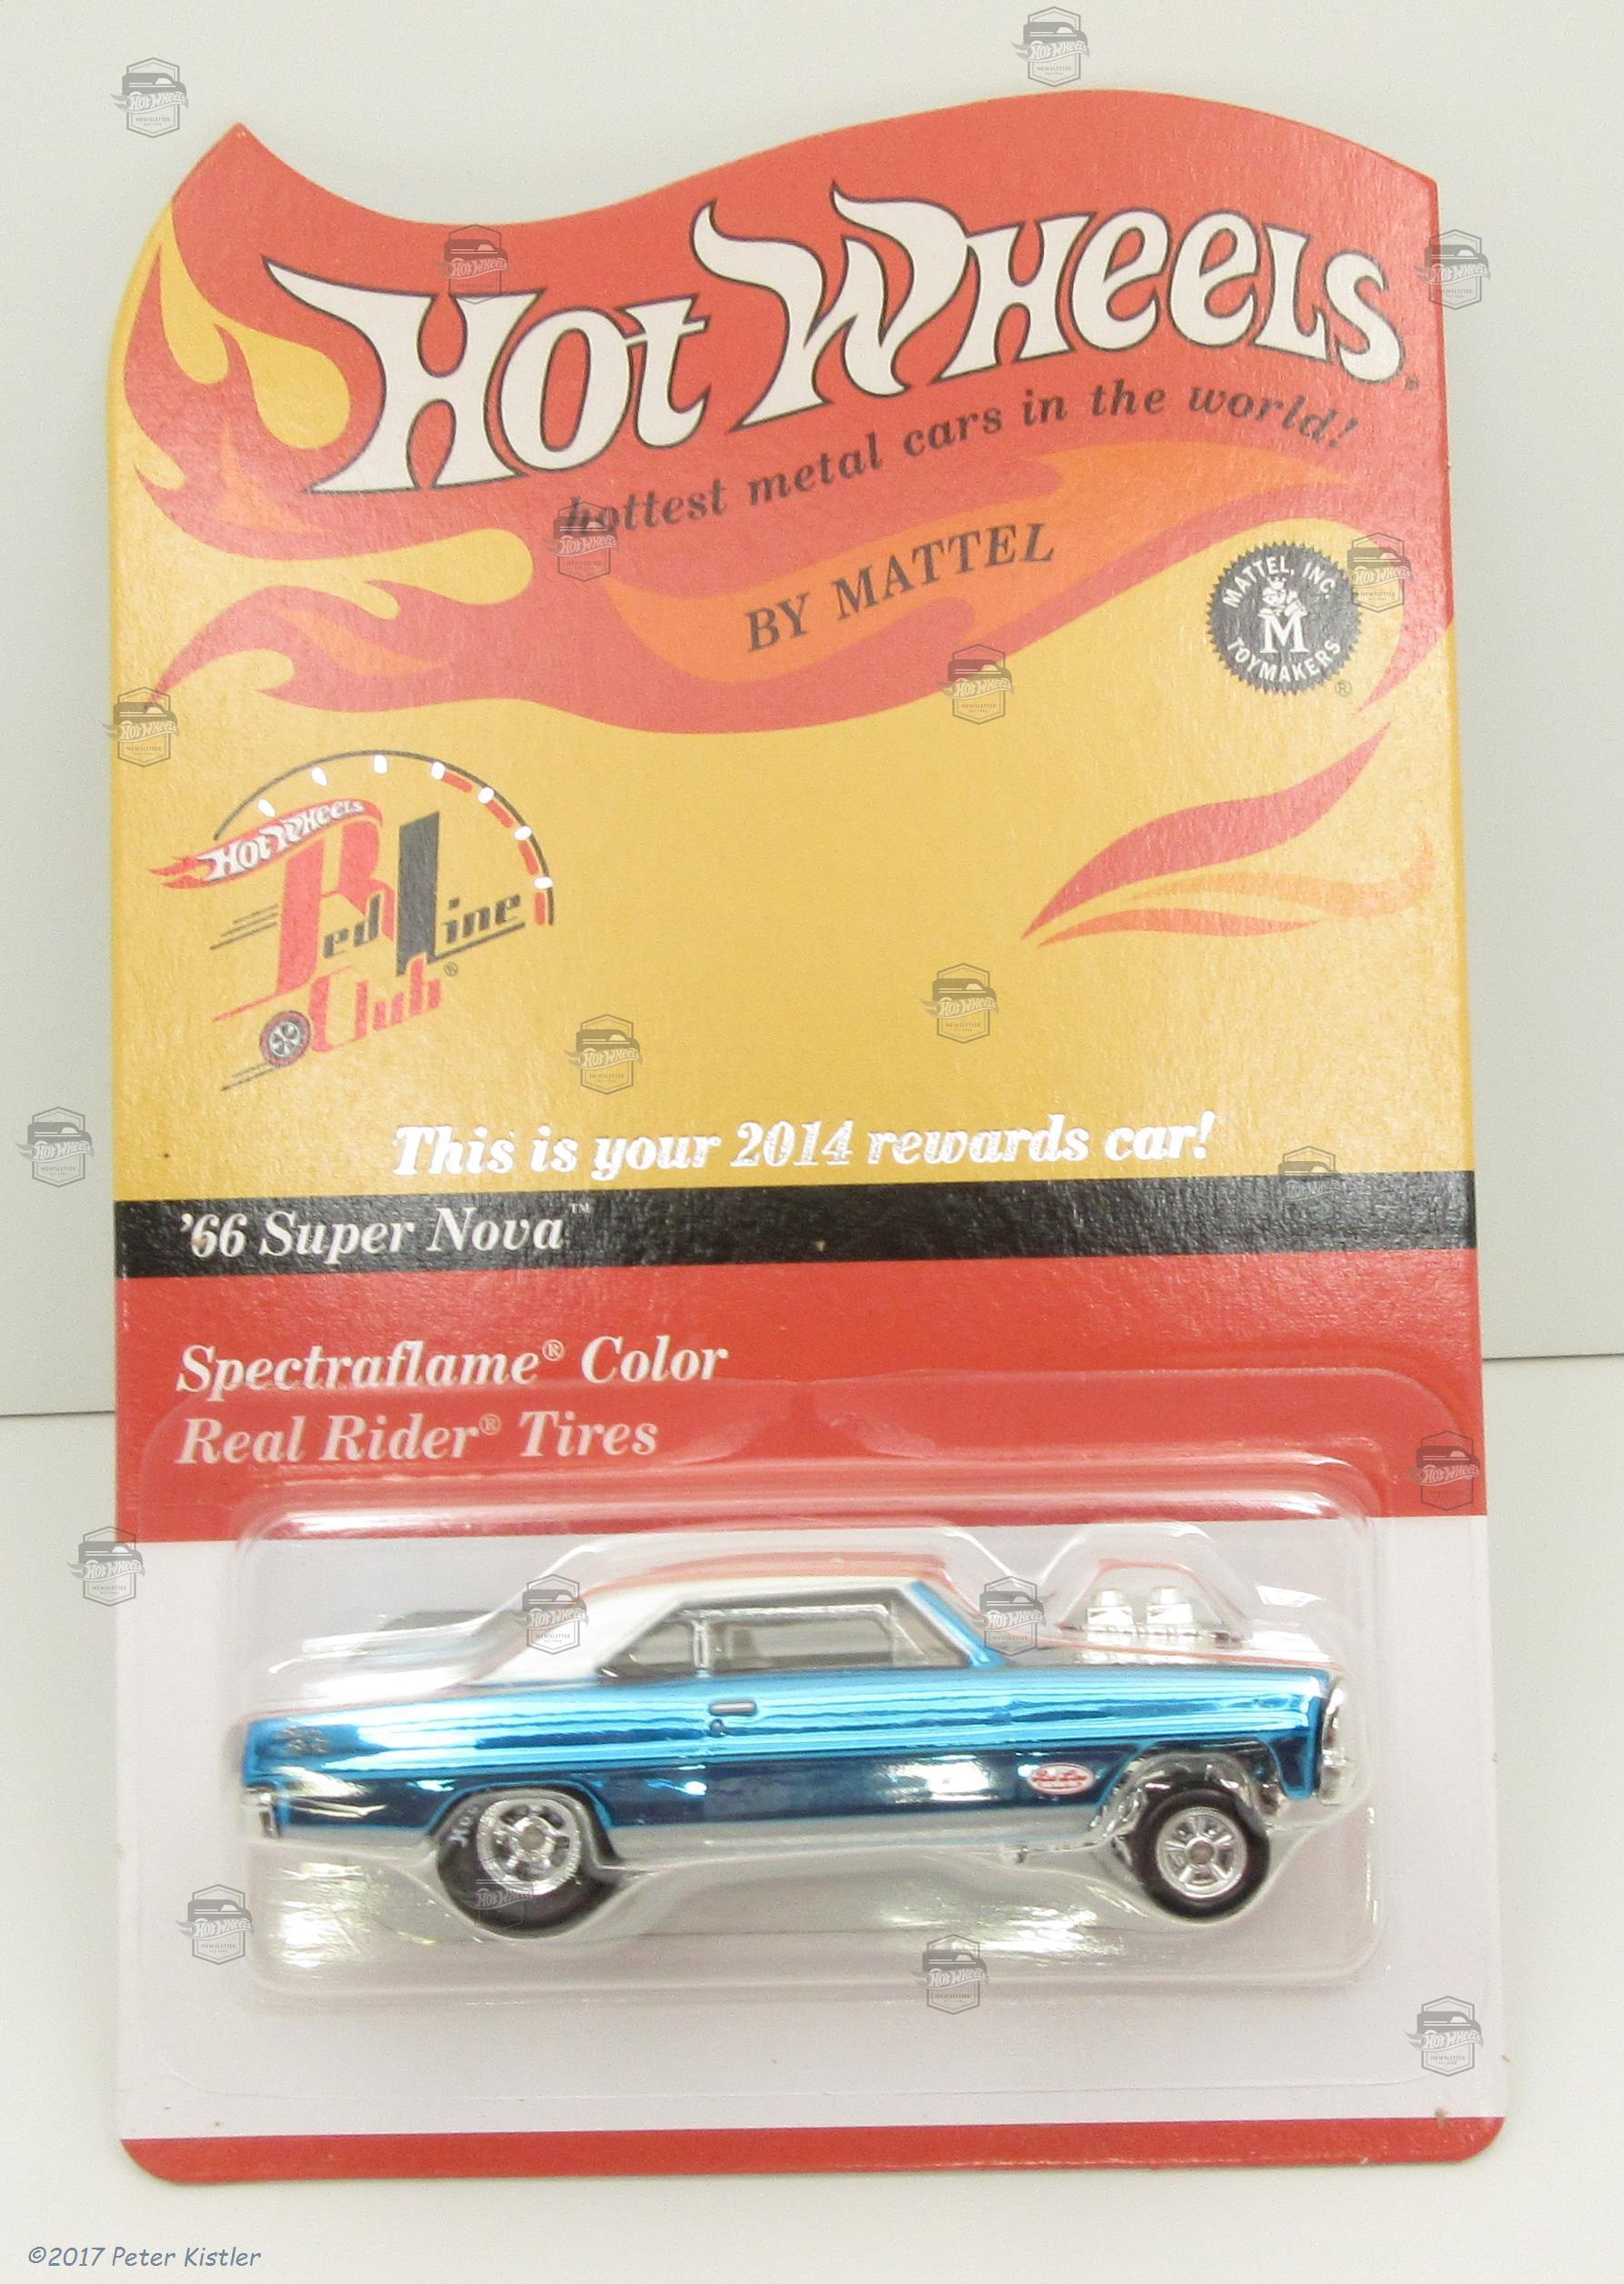 HOT WHEELS
hottest metal cars in the world!
BY MATTEL
MATTEL, INC.
M
TOYMAKERS
®
HOT WHEELS
Red Line
Club®
This is your 2014 rewards car!
'66 Super Nova™
Spectraflame® Color
Real Rider® Tires
©2017 Peter Kistler